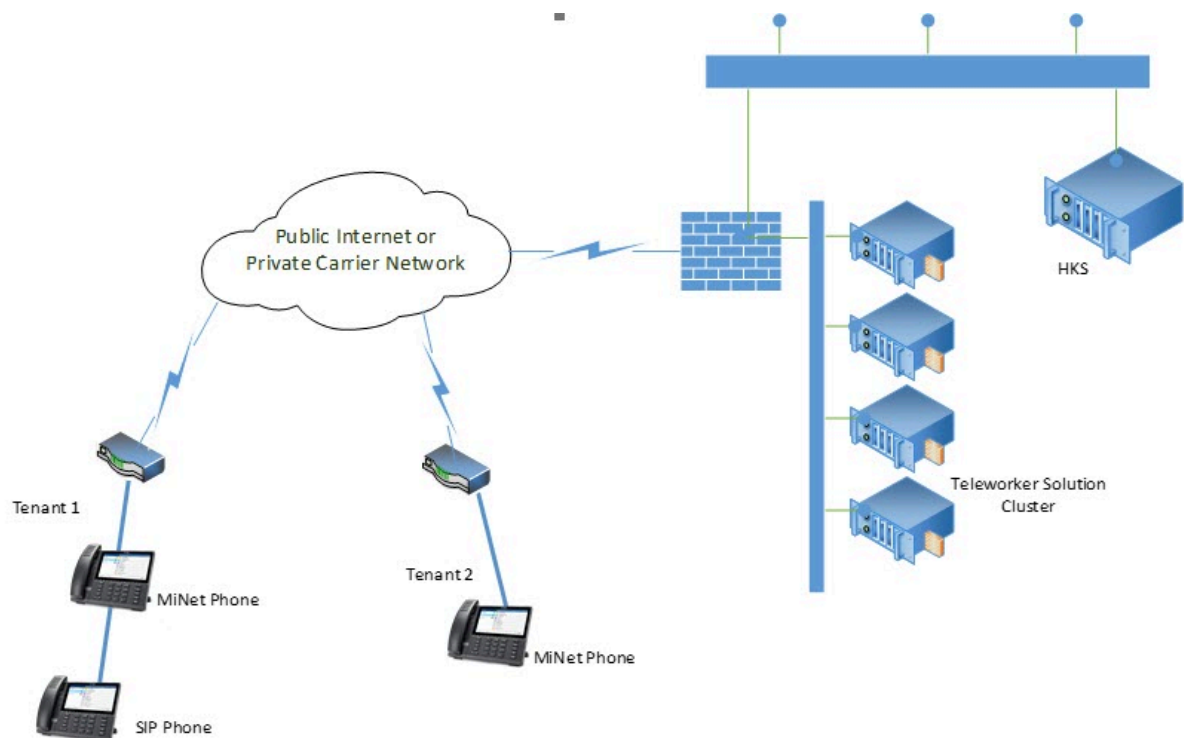 Public Internet or
Private Carrier Network
HKS
Teleworker Solution
Cluster
Tenant 1
MiNet Phone
SIP Phone
Tenant 2
MiNet Phone